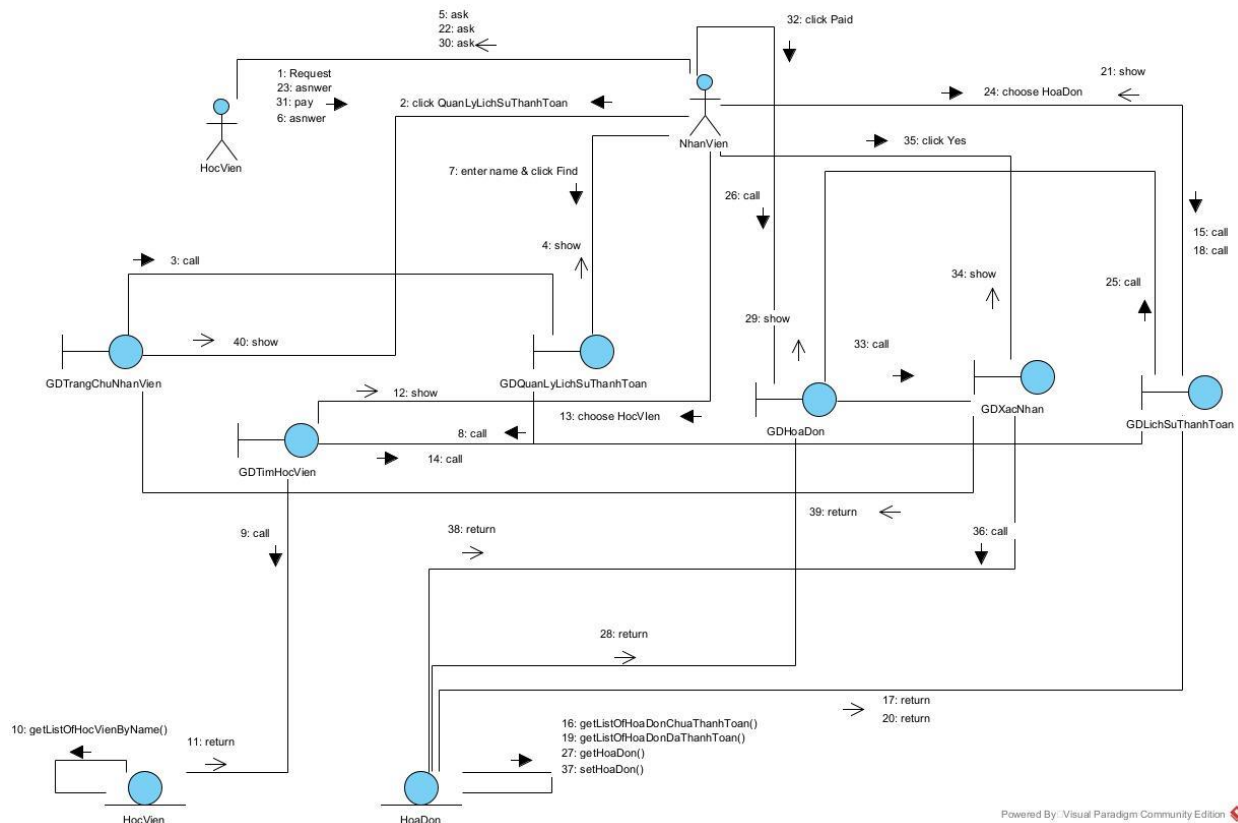 5: ask
22: ask
30: ask
32: click Paid
1: Request
23: asnwer
31: pay
6: asnwer
2: click QuanLyLichSuThanhToan
21: show
24: choose HoaDon
HocVien
NhanVien
35: click Yes
7: enter name & click Find
26: call
15: call
18: call
4: show
3: call
34: show
25: call
29: show
40: show
33: call
GDTrangChuNhanVien
GDQuanLyLichSuThanhToan
12: show
13: choose HocVIen
GDXacNhan
GDHoaDon
GDLichSuThanhToan
8: call
14: call
GDTimHocVien
39: return
9: call
38: return
36: call
28: return
17: return
20: return
10: getListOfHocVienByName()
11: return
16: getListOfHoaDonChuaThanhToan()
19: getListOfHoaDonDaThanhToan()
27: getHoaDon()
37: setHoaDon()
HocVien
HoaDon
Powered By Visual Paradigm Community Edition